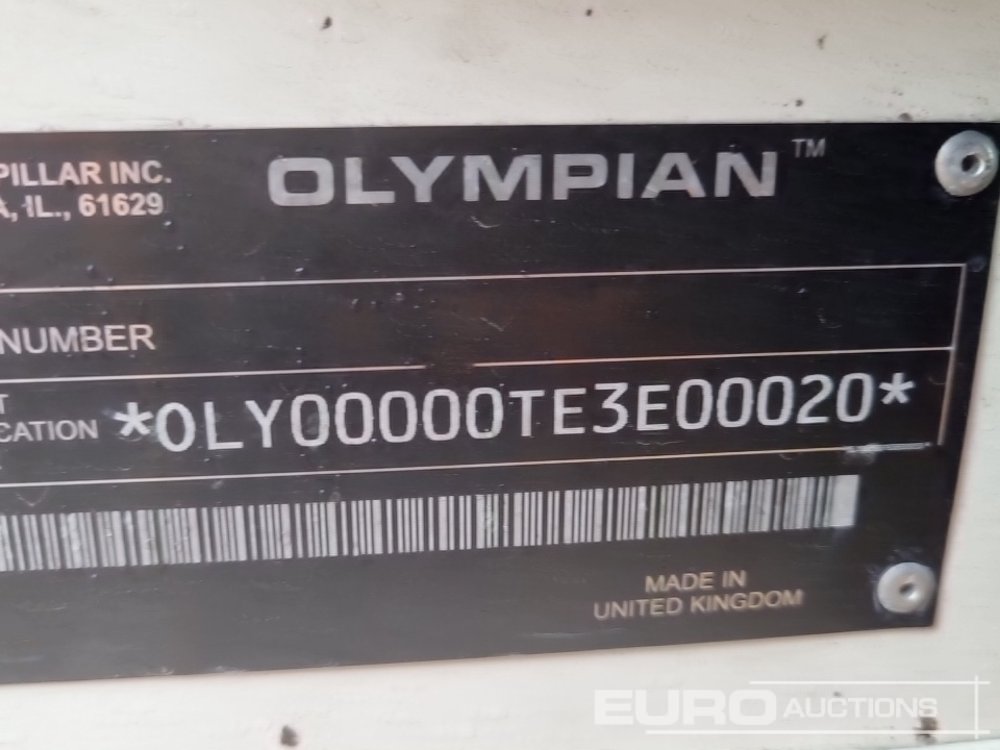 PILLAR INC.
A, IL., 61629
OLYMPIAN™
NUMBER
T
CATION *OLY00000TE3E00020*
MADE IN
UNITED KINGDOM
EURO AUCTIONS